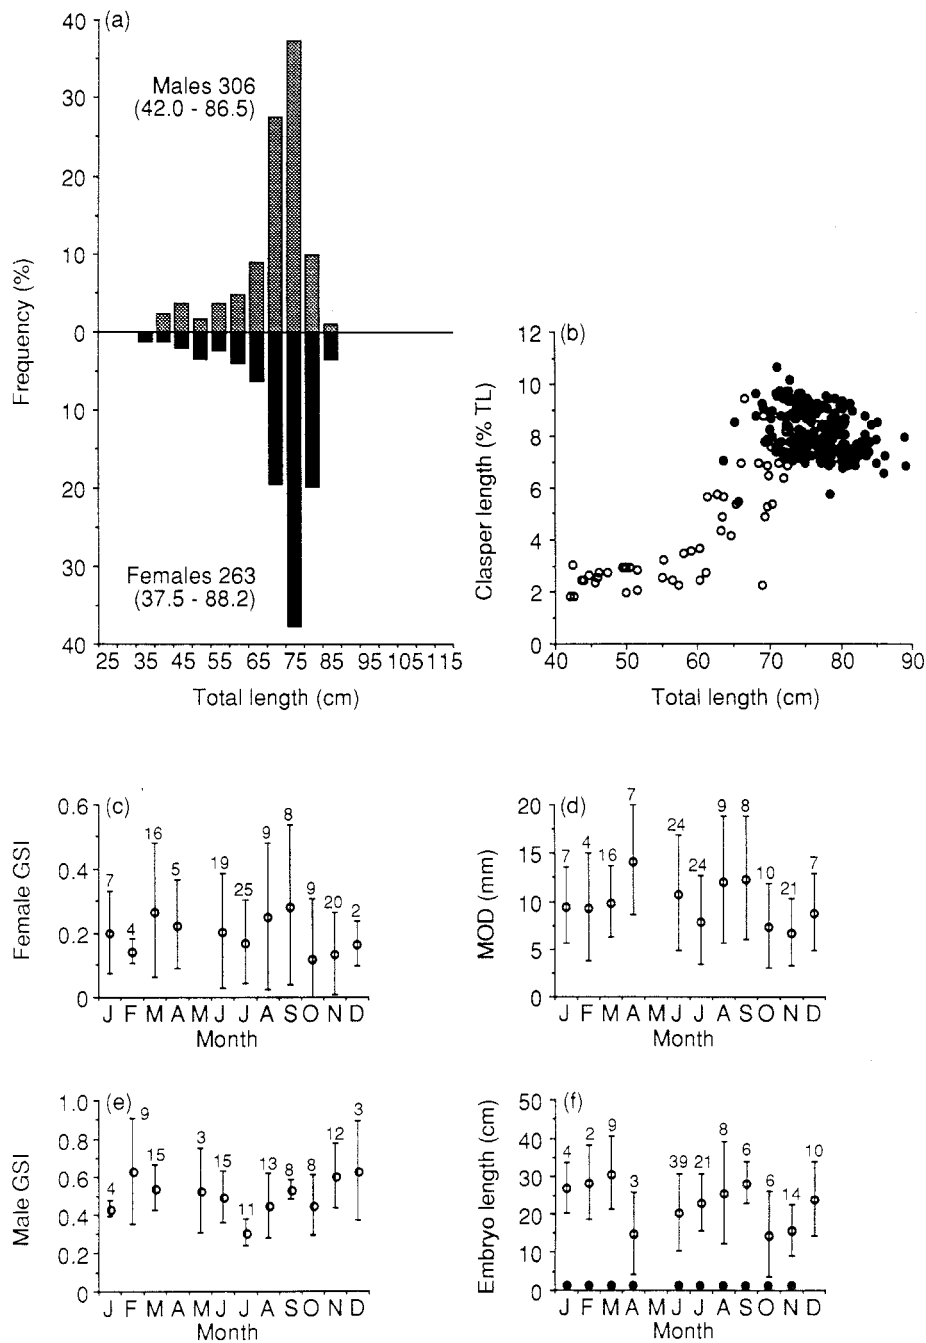 (a)
40
30
20
10
0
10
20
30
40
Frequency (%)
Males 306
(42.0 - 86.5)
Females 263
(37.5 - 88.2)
25 35 45 55 65 75 85 95 105 115
Total length (cm)
(b)
12
10
8
6
4
2
0
Clasper length (% TL)
40 50 60 70 80 90
Total length (cm)
(c)
0.6
0.4
0.2
0
Female GSI
7 4 16 5 19 25 9 8 9 20 2
J F M A M J J A S O N D
Month
(d)
20
15
10
5
0
MOD (mm)
7 4 16 7 24 24 9 8 10 21 7
J F M A M J J A S O N D
Month
(e)
1.0
0.8
0.6
0.4
0.2
0
Male GSI
4 9 15 3 15 11 13 8 8 12 3
J F M A M J J A S O N D
Month
(f)
50
40
30
20
10
0
Embryo length (cm)
4 2 9 3 39 21 8 6 6 14 10
J F M A M J J A S O N D
Month